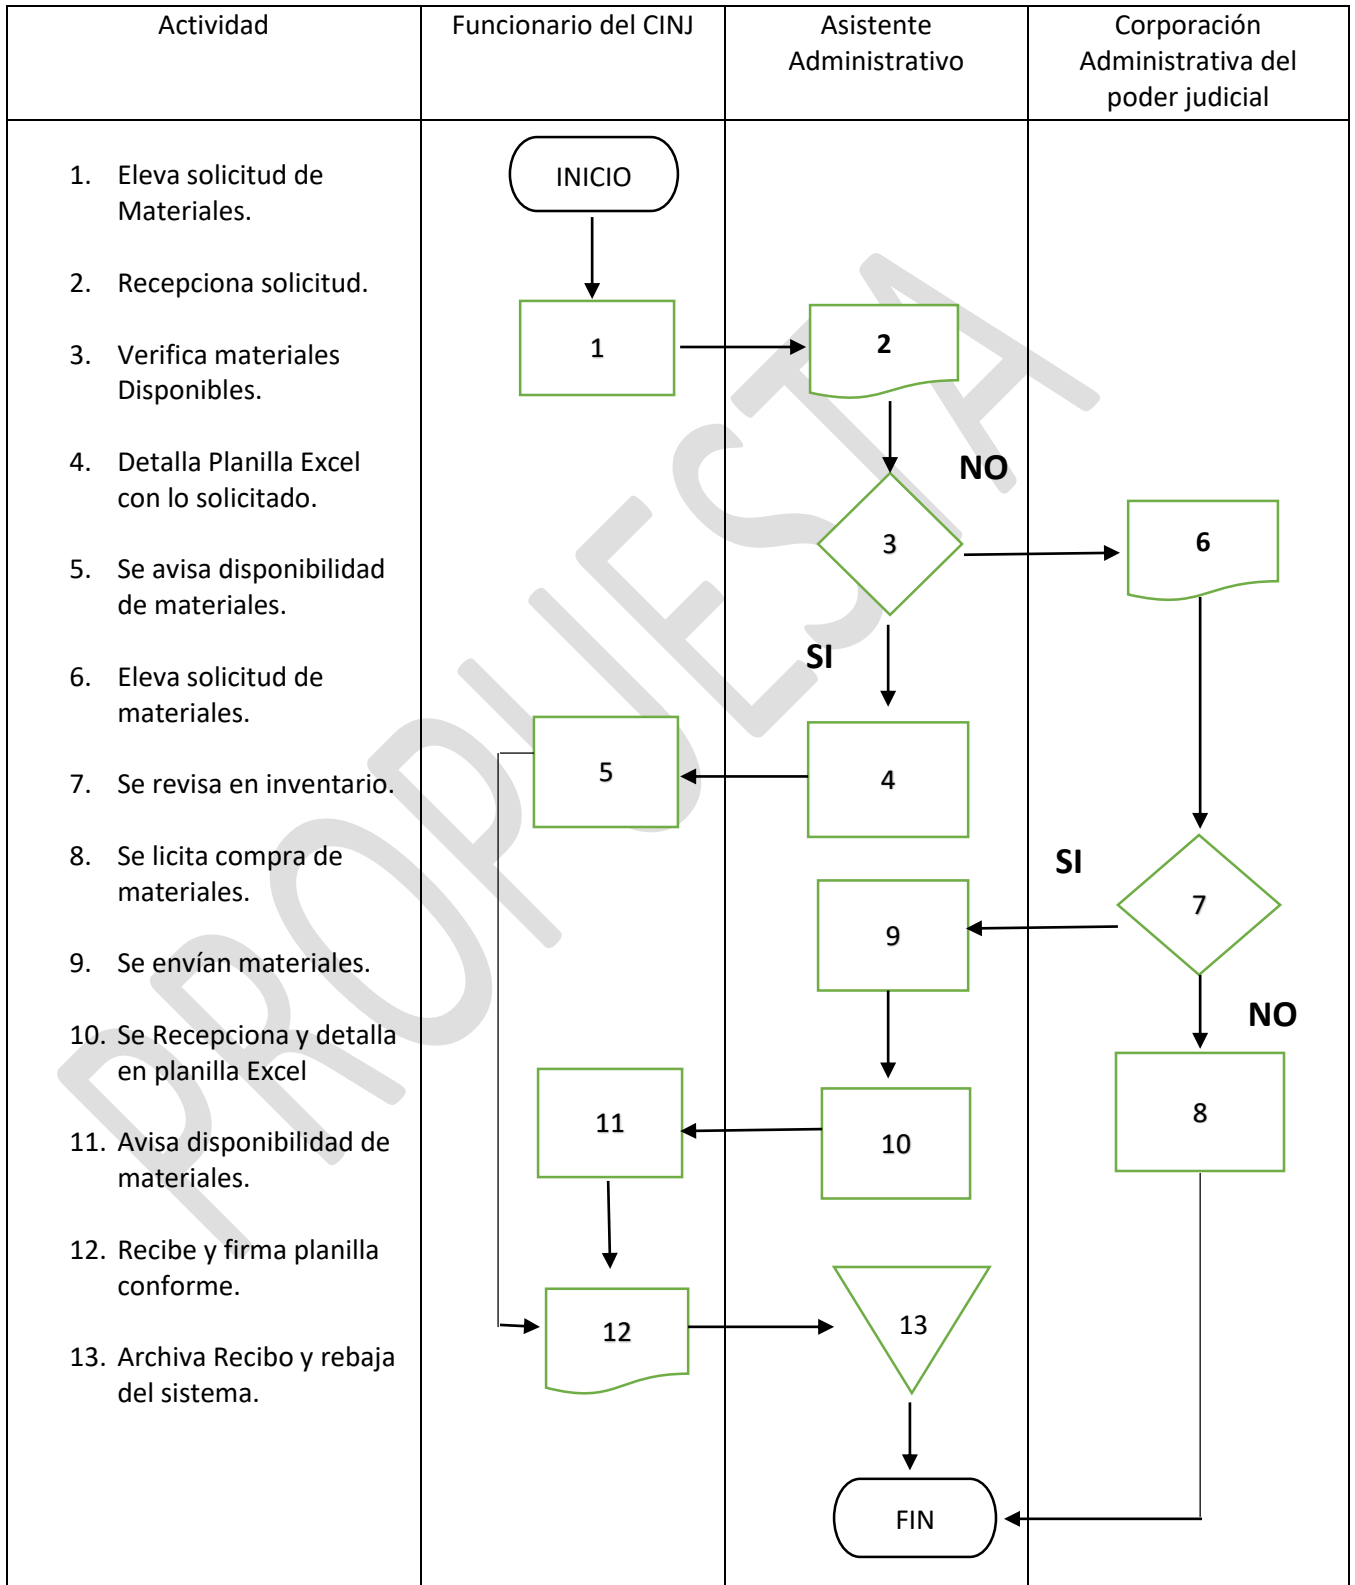 Actividad
Funcionario del CINJ
Asistente
Administrativo
Corporación
Administrativa del
poder judicial
1. Eleva solicitud de
Materiales.
2. Recepciona solicitud.
3. Verifica materiales
Disponibles.
4. Detalla Planilla Excel
con lo solicitado.
5. Se avisa disponibilidad
de materiales.
6. Eleva solicitud de
materiales.
7. Se revisa en inventario.
8. Se licita compra de
materiales.
9. Se envían materiales.
10. Se Recepciona y detalla
en planilla Excel
11. Avisa disponibilidad de
materiales.
12. Recibe y firma planilla
conforme.
13. Archiva Recibo y rebaja
del sistema.
INICIO
1
2
NO
3
6
SI
5
4
SI
7
9
NO
11
10
8
12
13
FIN
PROPUESTA